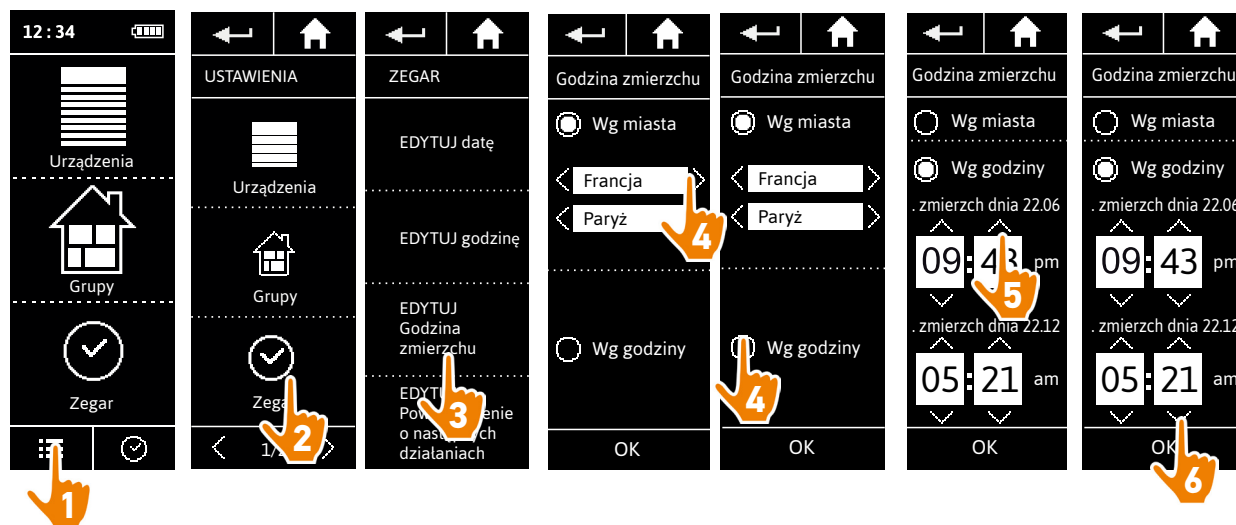 12:34
Urządzenia
Grupy
Zegar
1
USTAWIENIA
Urządzenia
Grupy
2
ZEGAR
EDYTUJ datę
EDYTUJ godzinę
EDYTUJ
Godzina
zmierzchu
3
działaniach
Godzina zmierzchu
Wg miasta
Francja
Paryż
4
Wg godziny
OK
Godzina zmierzchu
Wg miasta
Francja
Paryż
Wg godziny
4
OK
Godzina zmierzchu
Wg miasta
Wg godziny
. zmierzch dnia 22.06
09: pm
5
. zmierzch dnia 22.12
05:21 am
OK
Godzina zmierzchu
Wg miasta
Wg godziny
. zmierzch dnia 22.06
09:43 pm
. zmierzch dnia 22.12
05:21 am
OK
6